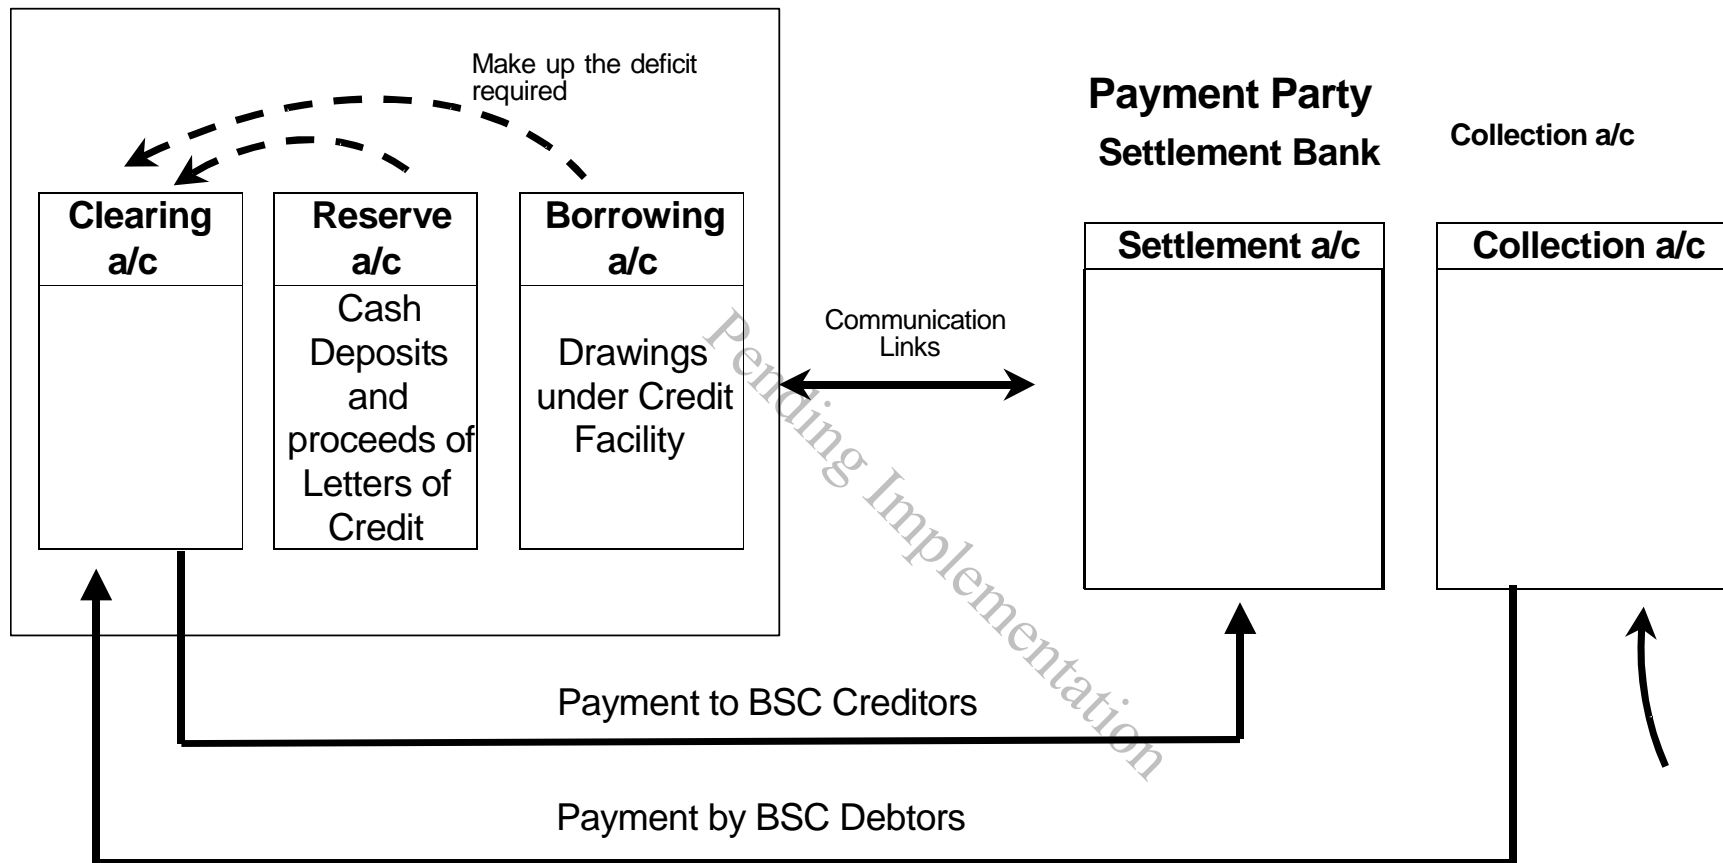 Make up the deficit
required
Payment Party
Settlement Bank
Collection a/c
Clearing
a/c
Reserve
a/c
Borrowing
a/c
Settlement a/c
Collection a/c
Cash
Deposits
and
proceeds of
Letters of
Credit
Drawings
under Credit
Facility
Communication
Links
Pending Implementation
Payment to BSC Creditors
Payment by BSC Debtors